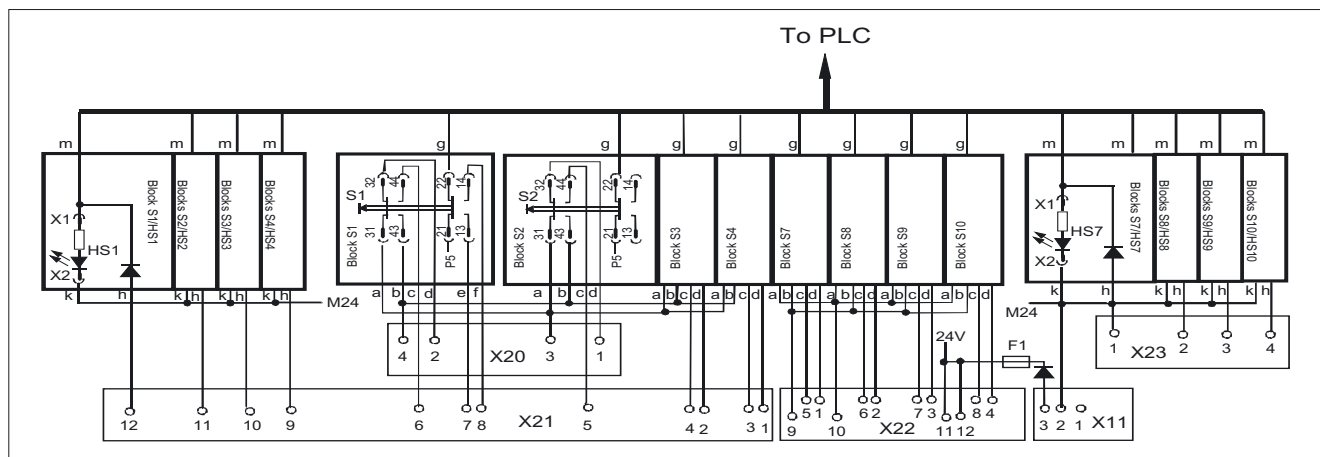 To PLC
m m m m g g g g g g g g m m m m m
X1
HS1
X2
Block S1/HS1
Blocks S2/HS2
Blocks S3/HS3
Blocks S4/HS4
k h k h k h k h
M24
S1
Block S1
32 44 22 14
31 43 21 13
P5
a b c d e f
S2
Block S2
32 44 22 14
31 43 21 13
P5
a b c d
Block S3
Block S4
Block S7
Block S8
Block S9
Block S10
a b c d a b c d a b c d a b c d a b c d a b c d
X1
HS7
X2
Blocks S7/HS7
Blocks S8/HS8
Blocks S9/HS9
Blocks S10/HS10
k h k h k h k h
M24
24V
F1
4 2 X20 3 1
1 X23 2 3 4
12 11 10 9 6 7 8 X21 5 4 2 3 1
9 5 1 10 6 2 X22 7 3 11 12 8 4
3 2 1 X11